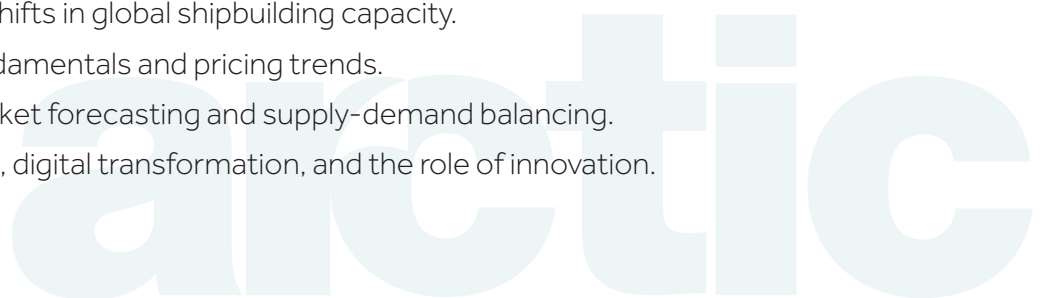 hifts in global shipbuilding capacity.
damentals and pricing trends.
ket forecasting and supply-demand balancing.
, digital transformation, and the role of innovation.
arctic